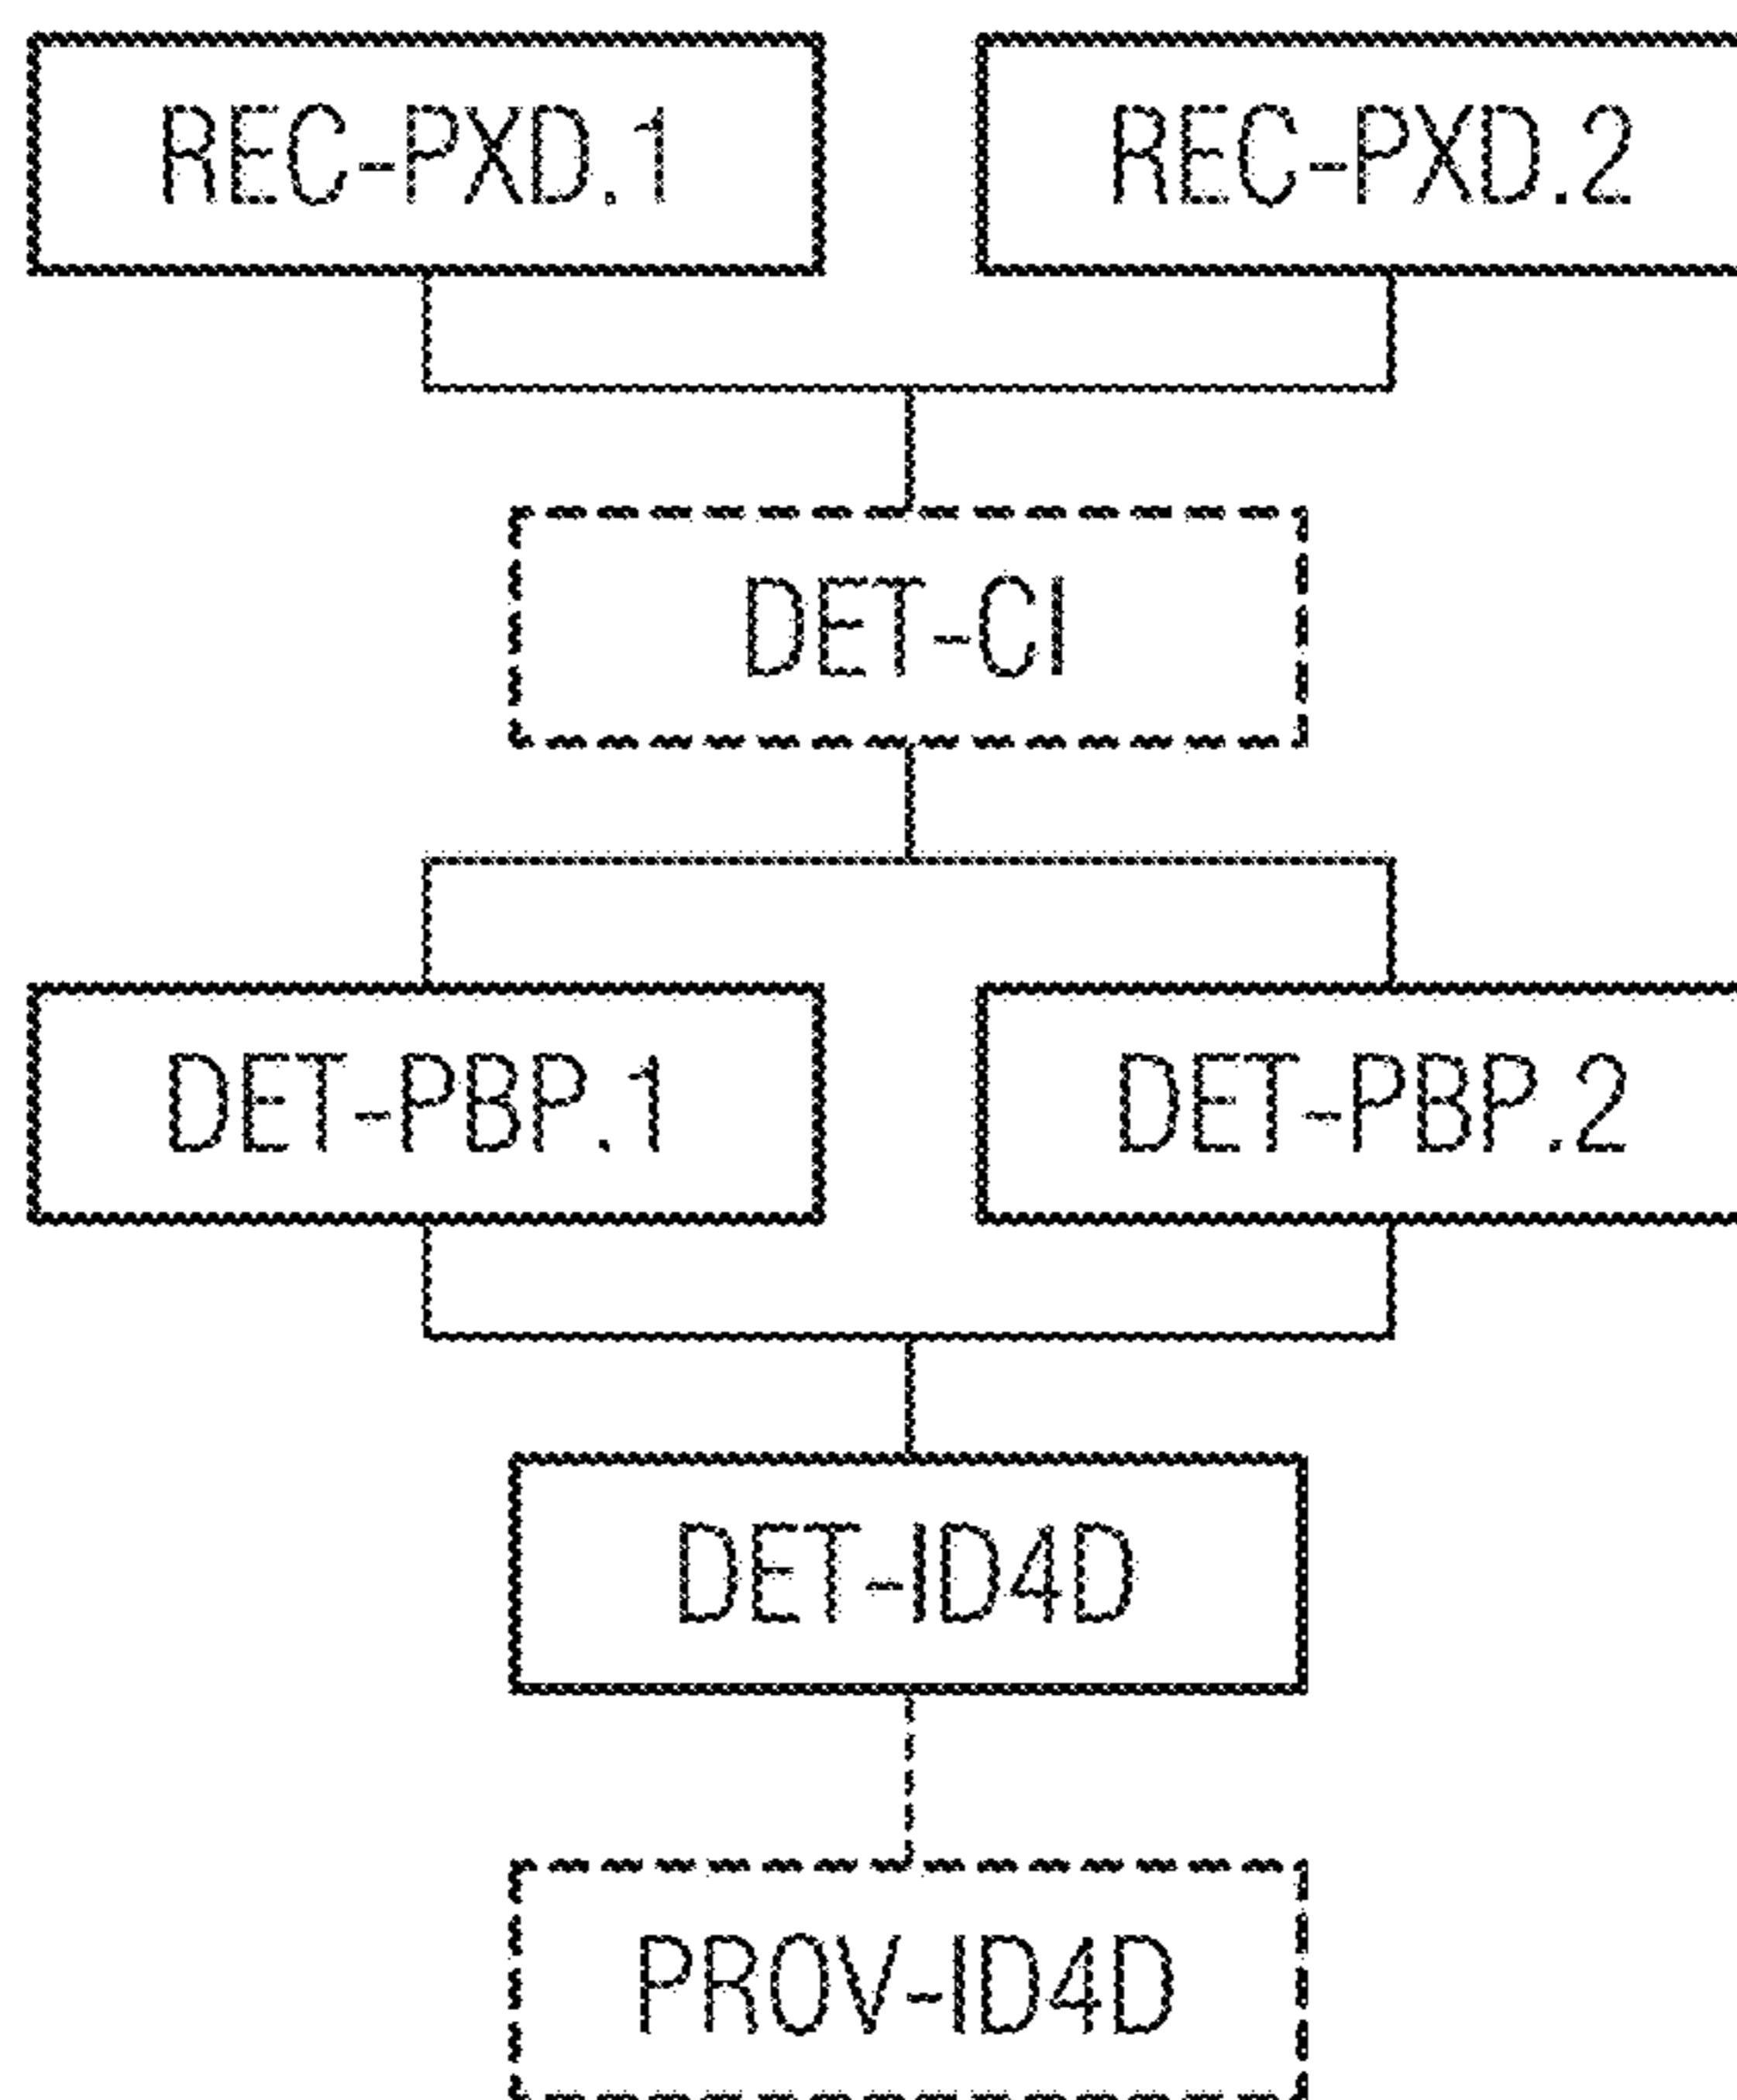 REC-PXD.1
REC-PXD.2
DET-CI
DET-PBP.1
DET-PBP.2
DET-ID4D
PROV-ID4D